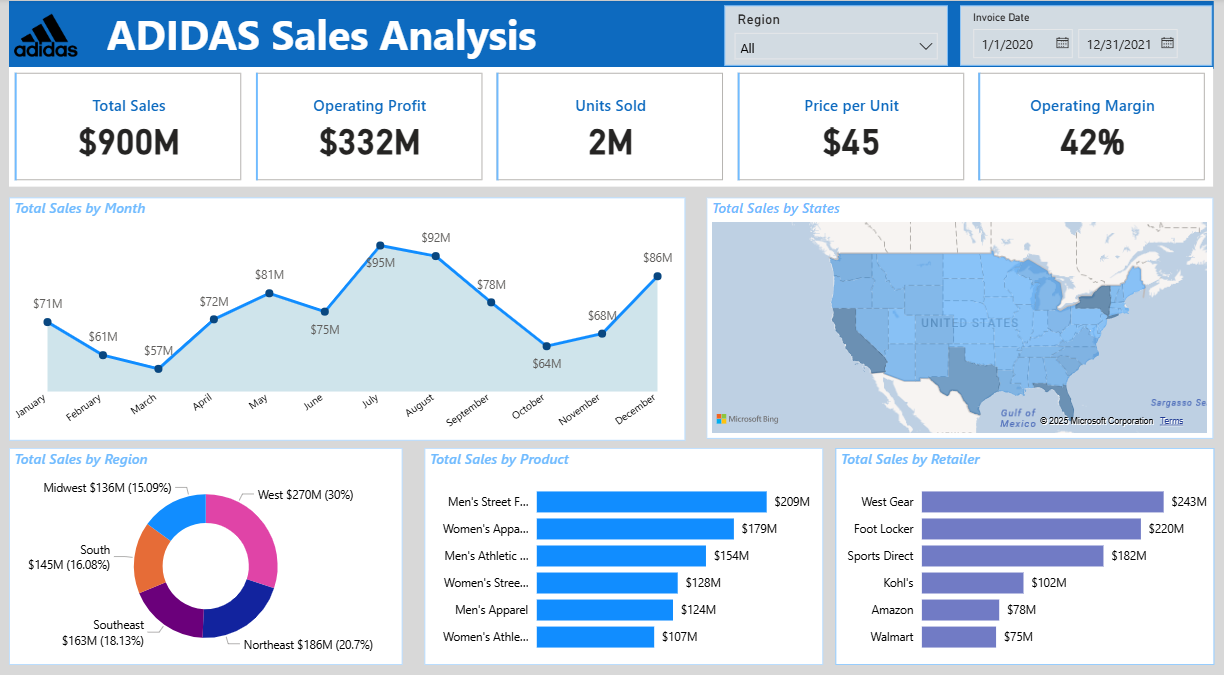 adidas
ADIDAS Sales Analysis
Region
All
Invoice Date
1/1/2020
12/31/2021
Total Sales
$900M
Operating Profit
$332M
Units Sold
2M
Price per Unit
$45
Operating Margin
42%
Total Sales by Month
$71M
$61M
$57M
$72M
$81M
$75M
$95M
$92M
$78M
$64M
$68M
$86M
January
February
March
April
May
June
July
August
September
October
November
December
Total Sales by States
UNITED STATES
Gulf of
Mexico
Sargasso Se
Microsoft Bing
© 2025 Microsoft Corporation Terms
Total Sales by Region
Midwest $136M (15.09%)
West $270M (30%)
South
$145M (16.08%)
Southeast
$163M (18.13%)
Northeast $186M (20.7%)
Total Sales by Product
Men's Street F... $209M
Women's Appa... $179M
Men's Athletic ... $154M
Women's Stree... $128M
Men's Apparel $124M
Women's Athle... $107M
Total Sales by Retailer
West Gear $243M
Foot Locker $220M
Sports Direct $182M
Kohl's $102M
Amazon $78M
Walmart $75M